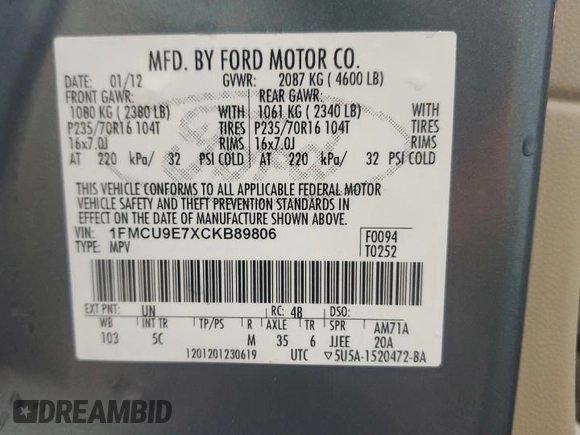 MFD. BY FORD MOTOR CO.
DATE: 01/12 GVWR: 2087 KG ( 4600 LB)
FRONT GAWR: REAR GAWR:
1080 KG ( 2380 LB) WITH 1061 KG ( 2340 LB) WITH
P235/70R16 104T TIRES P235/70R16 104T TIRES
16x7.0J RIMS 16x7.0J RIMS
AT 220 kPa/ 32 PSI COLD AT 220 kPa/ 32 PSI COLD
THIS VEHICLE CONFORMS TO ALL APPLICABLE FEDERAL MOTOR
VEHICLE SAFETY AND THEFT PREVENTION STANDARDS IN
EFFECT ON THE DATE OF MANUFACTURE SHOWN ABOVE.
VIN: 1FMCU9E7XCKB89806 F0094
TYPE: MPV T0252
EXT PNT: UN RC: 48 DSO:
WB INT TR TP/PS R AXLE TR SPR AM71A
103 5C M 35 6 JJEE 20A
1201201230619 UTC ▽5U5A-1520472-BA
Ford
DREAMBID